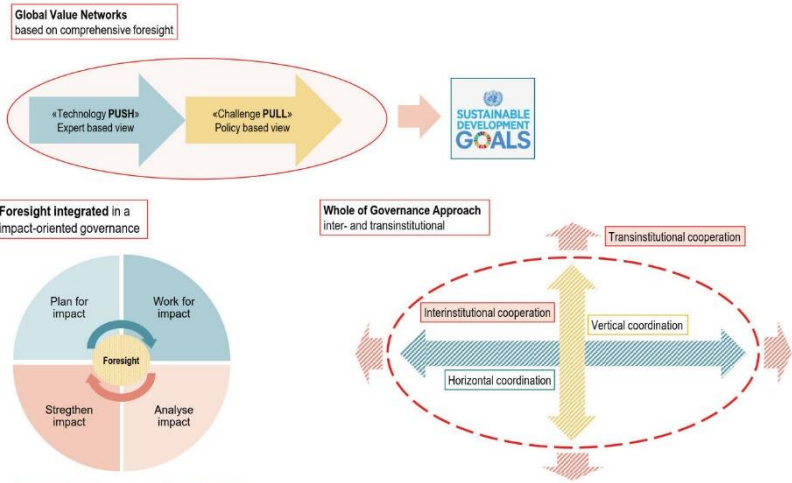 Global Value Networks
based on comprehensive foresight
«Technology PUSH»
Expert based view
«Challenge PULL»
Policy based view
SUSTAINABLE
DEVELOPMENT
GOALS
Foresight integrated in a
impact-oriented governance
Plan for
impact
Work for
impact
Foresight
Stregthen
impact
Analyse
impact
Whole of Governance Approach
inter- and transinstitutional
Transinstitutional cooperation
Interinstitutional cooperation
Vertical coordination
Horizontal coordination